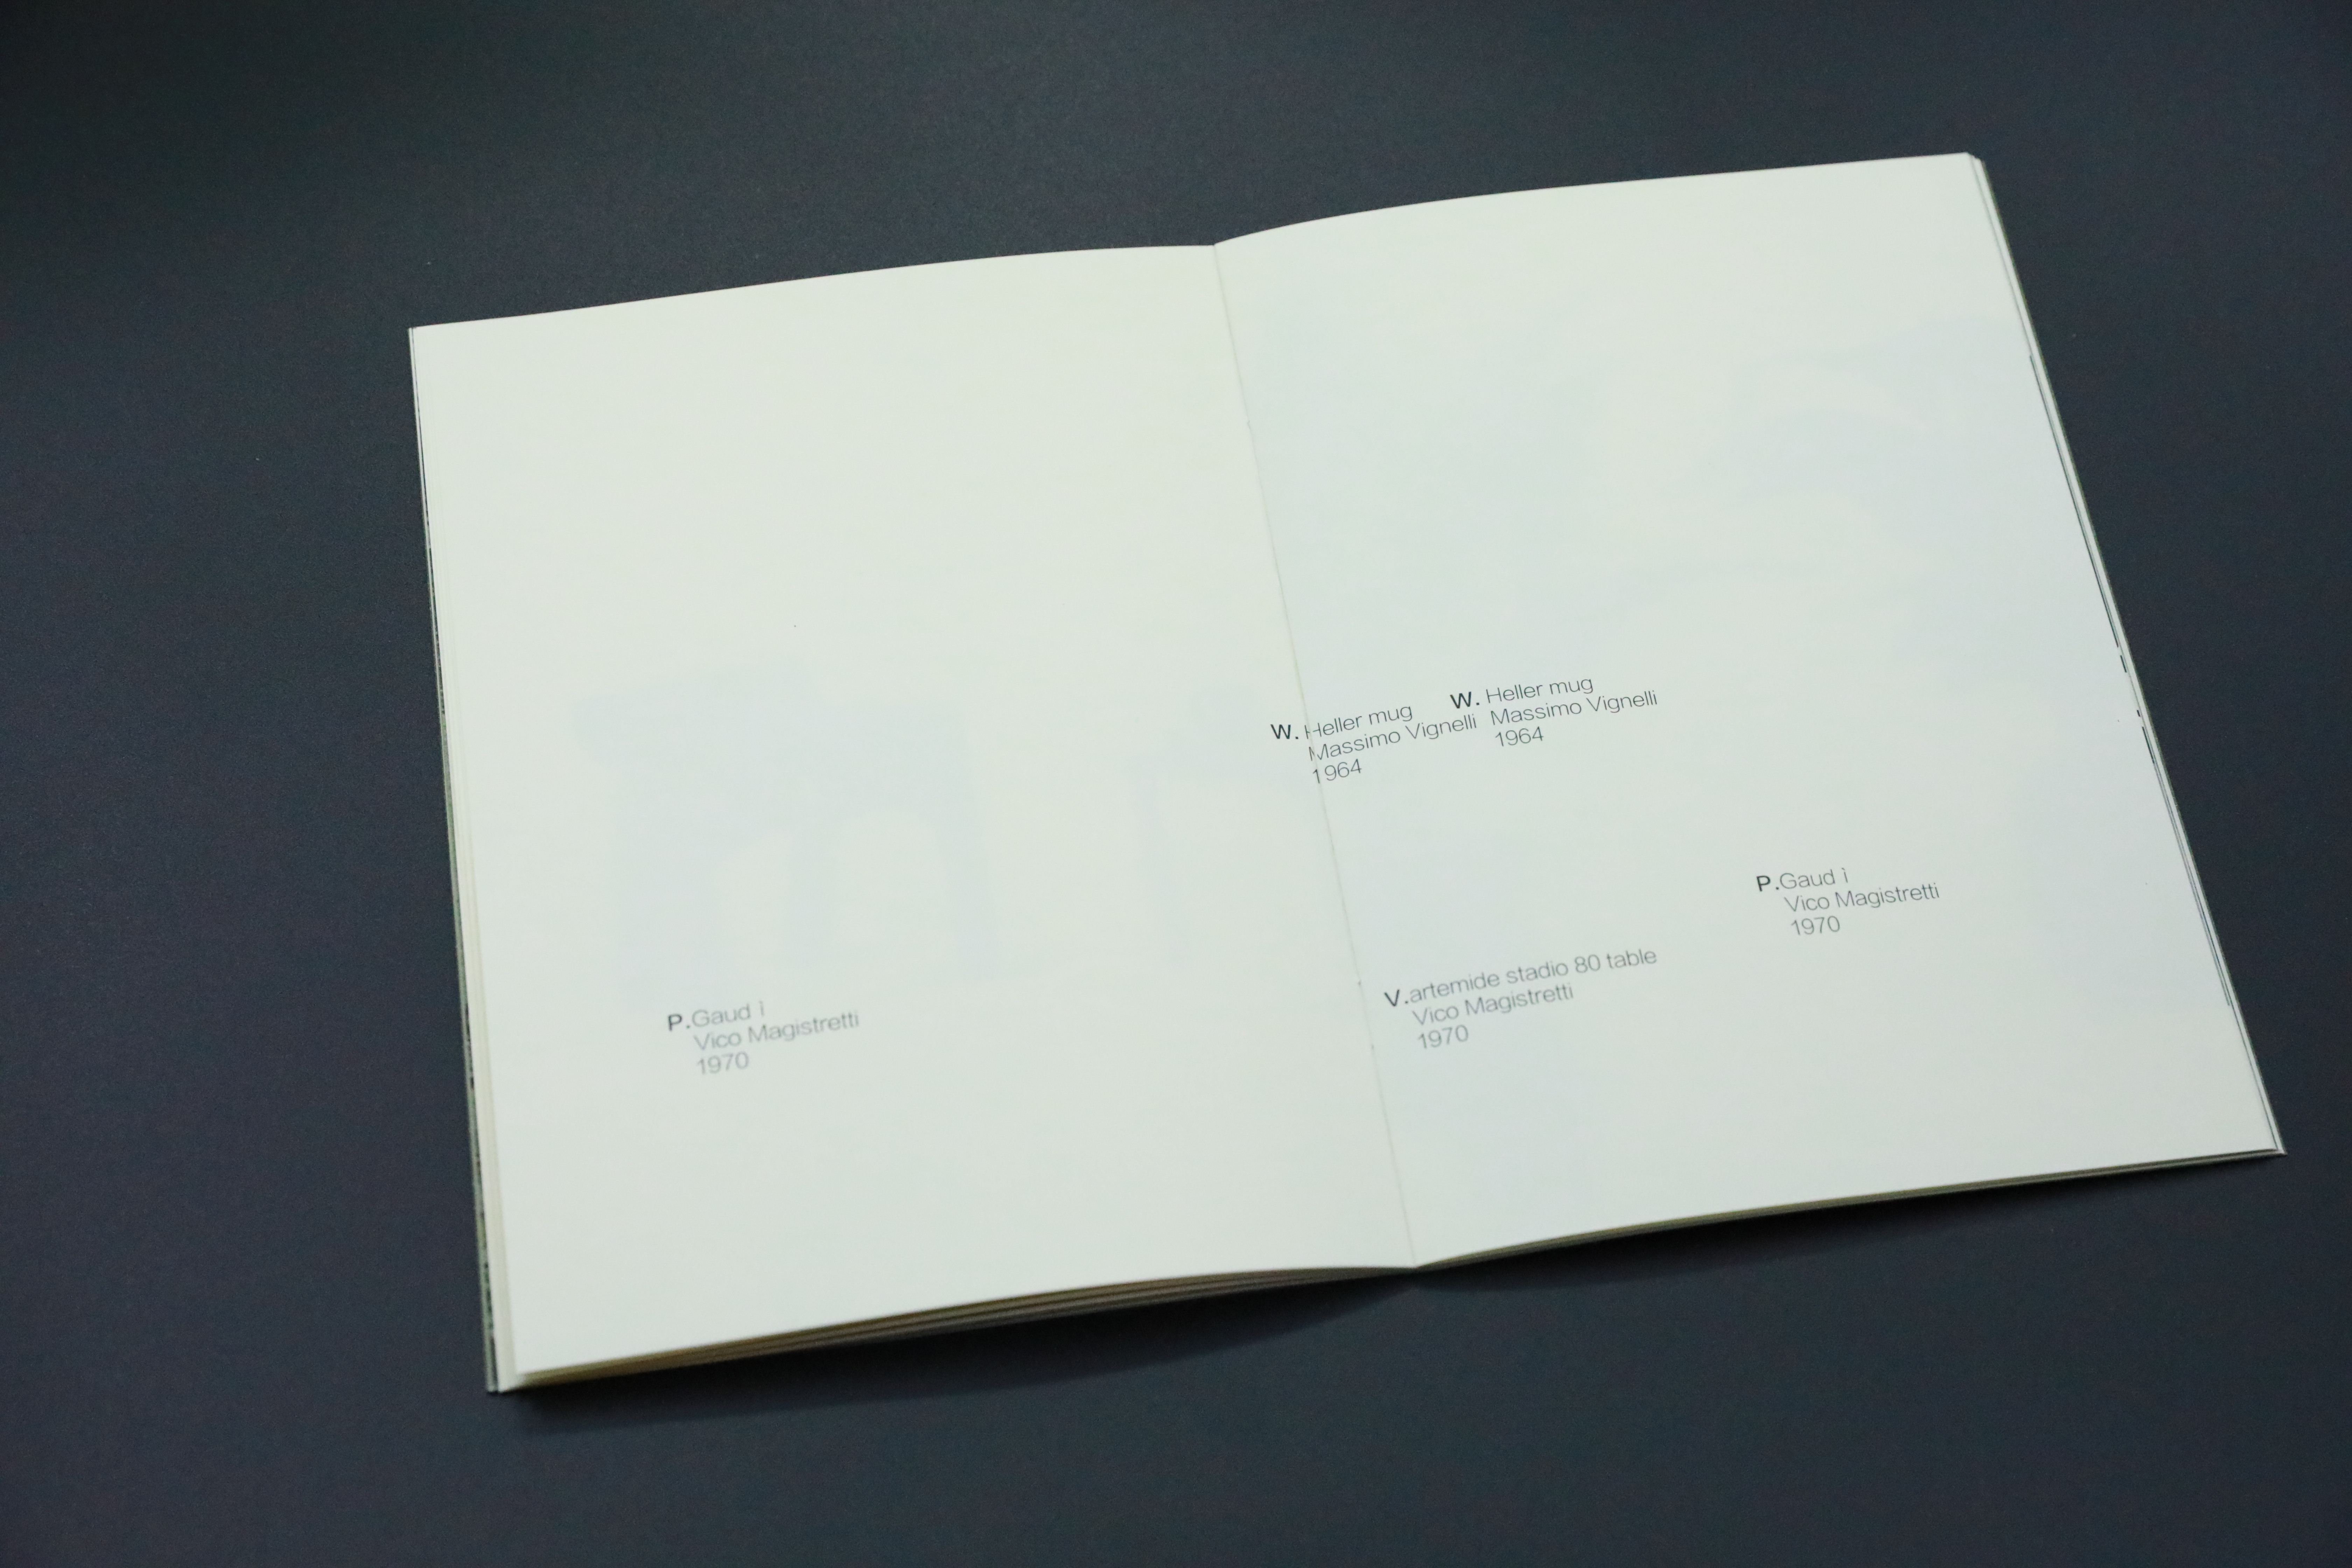 W. Heller mug
Massimo Vignelli
1964
W. Heller mug
Massimo Vignelli
1964
P.Gaud ì
Vico Magistretti
1970
V.artemide stadio 80 table
Vico Magistretti
1970
P.Gaud ì
Vico Magistretti
1970